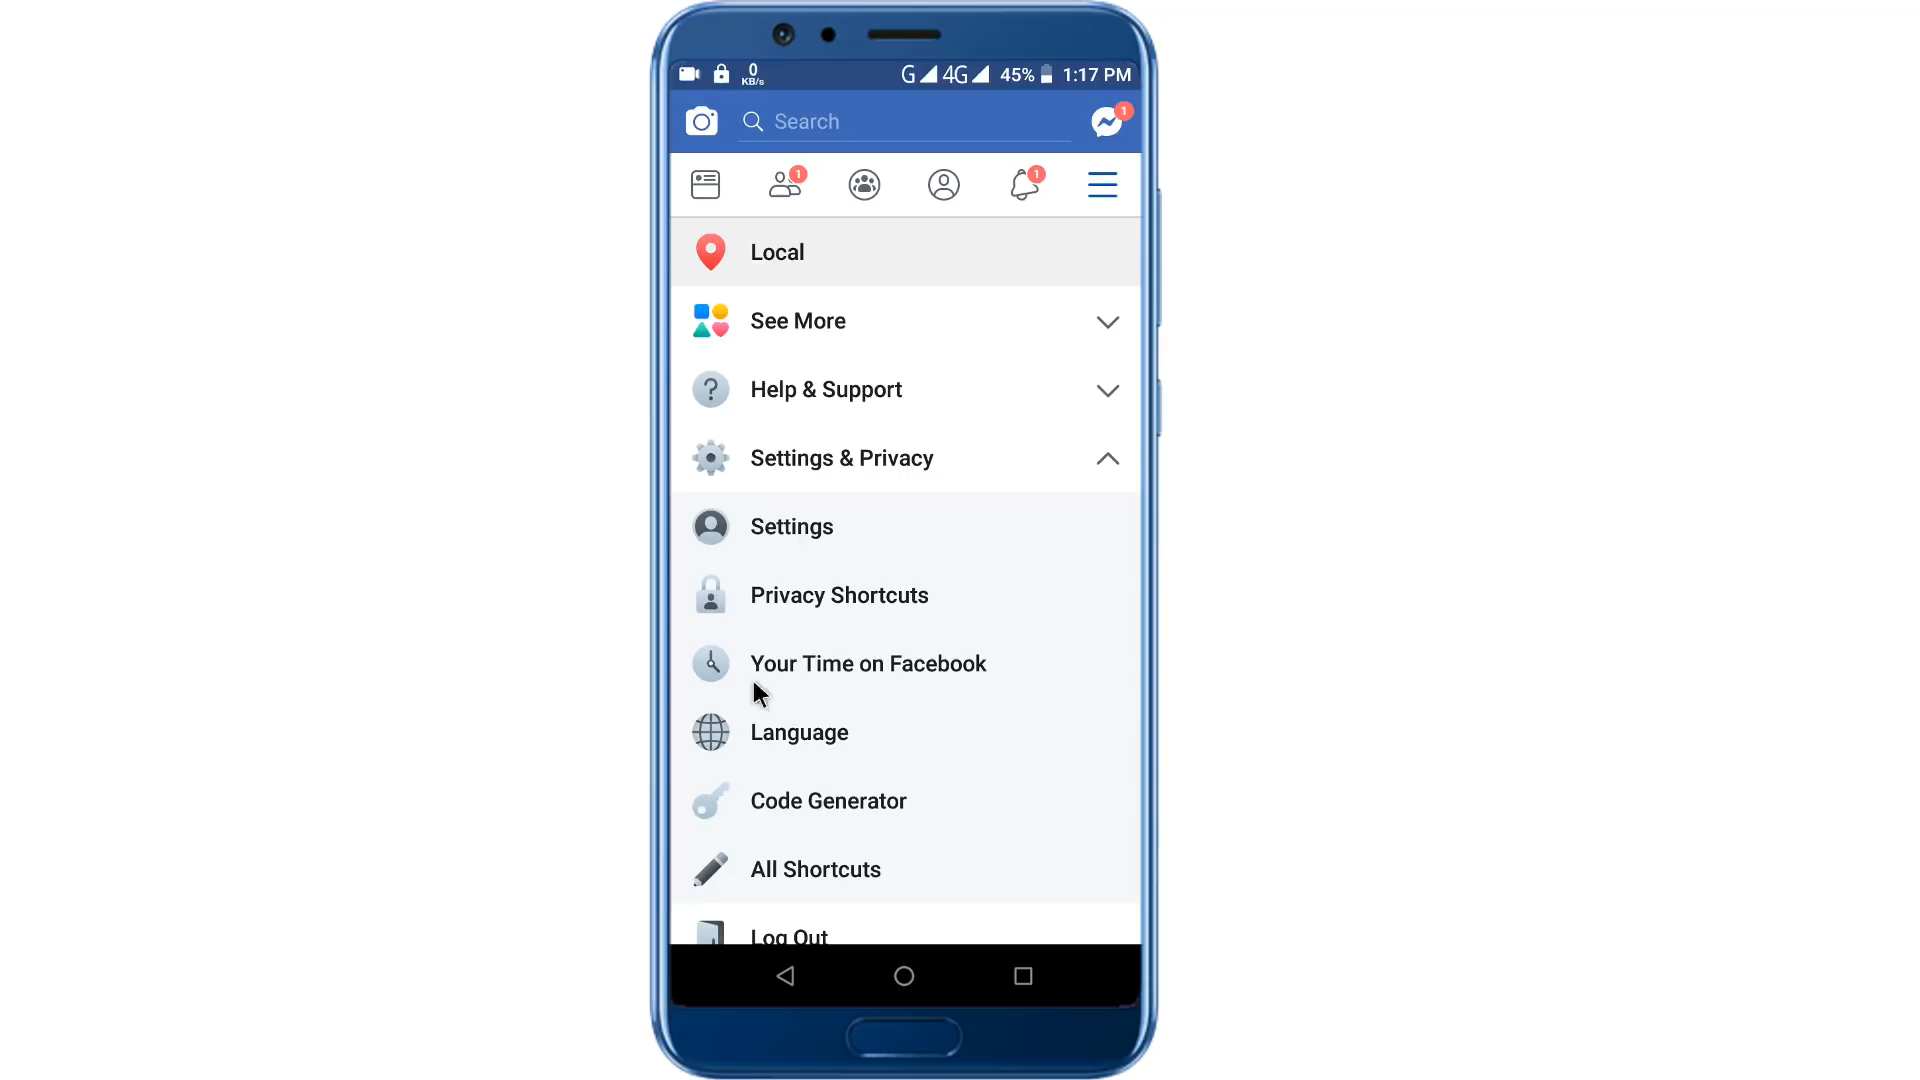 0
KB/s
G 4G 45% 1:17 PM
Search
1
1
1
Local
See More
? Help & Support
Settings & Privacy
Settings
Privacy Shortcuts
Your Time on Facebook
Language
Code Generator
All Shortcuts
Log Out